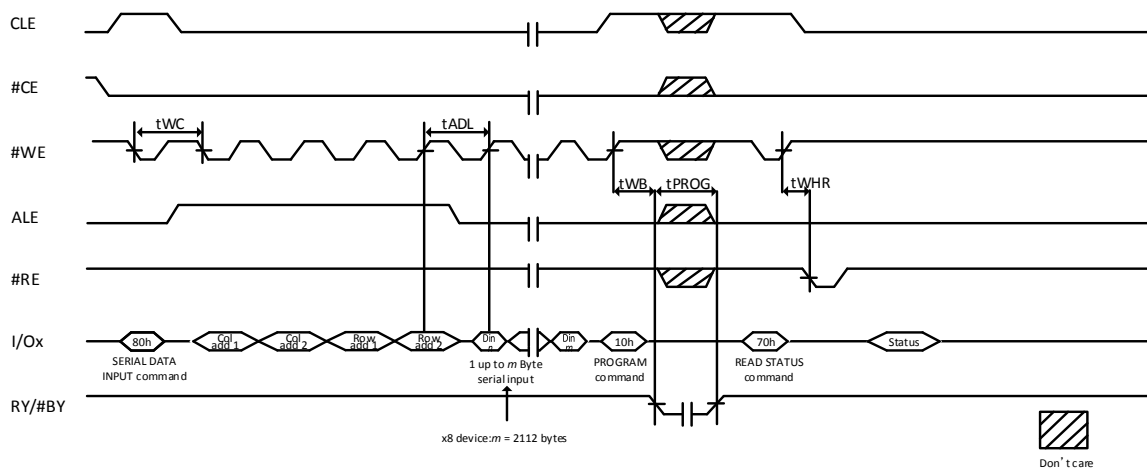 CLE
#CE
tWC
tADL
#WE
tWB
tPROG
tWHR
ALE
#RE
I/Ox
80h
Col
add 1
Col
add 2
Row
add 1
Row
add 2
Din
n
Din
m
10h
70h
Status
SERIAL DATA
INPUT command
1 up to m Byte
serial input
PROGRAM
command
READ STATUS
command
RY/#BY
x8 device:m = 2112 bytes
Don't care